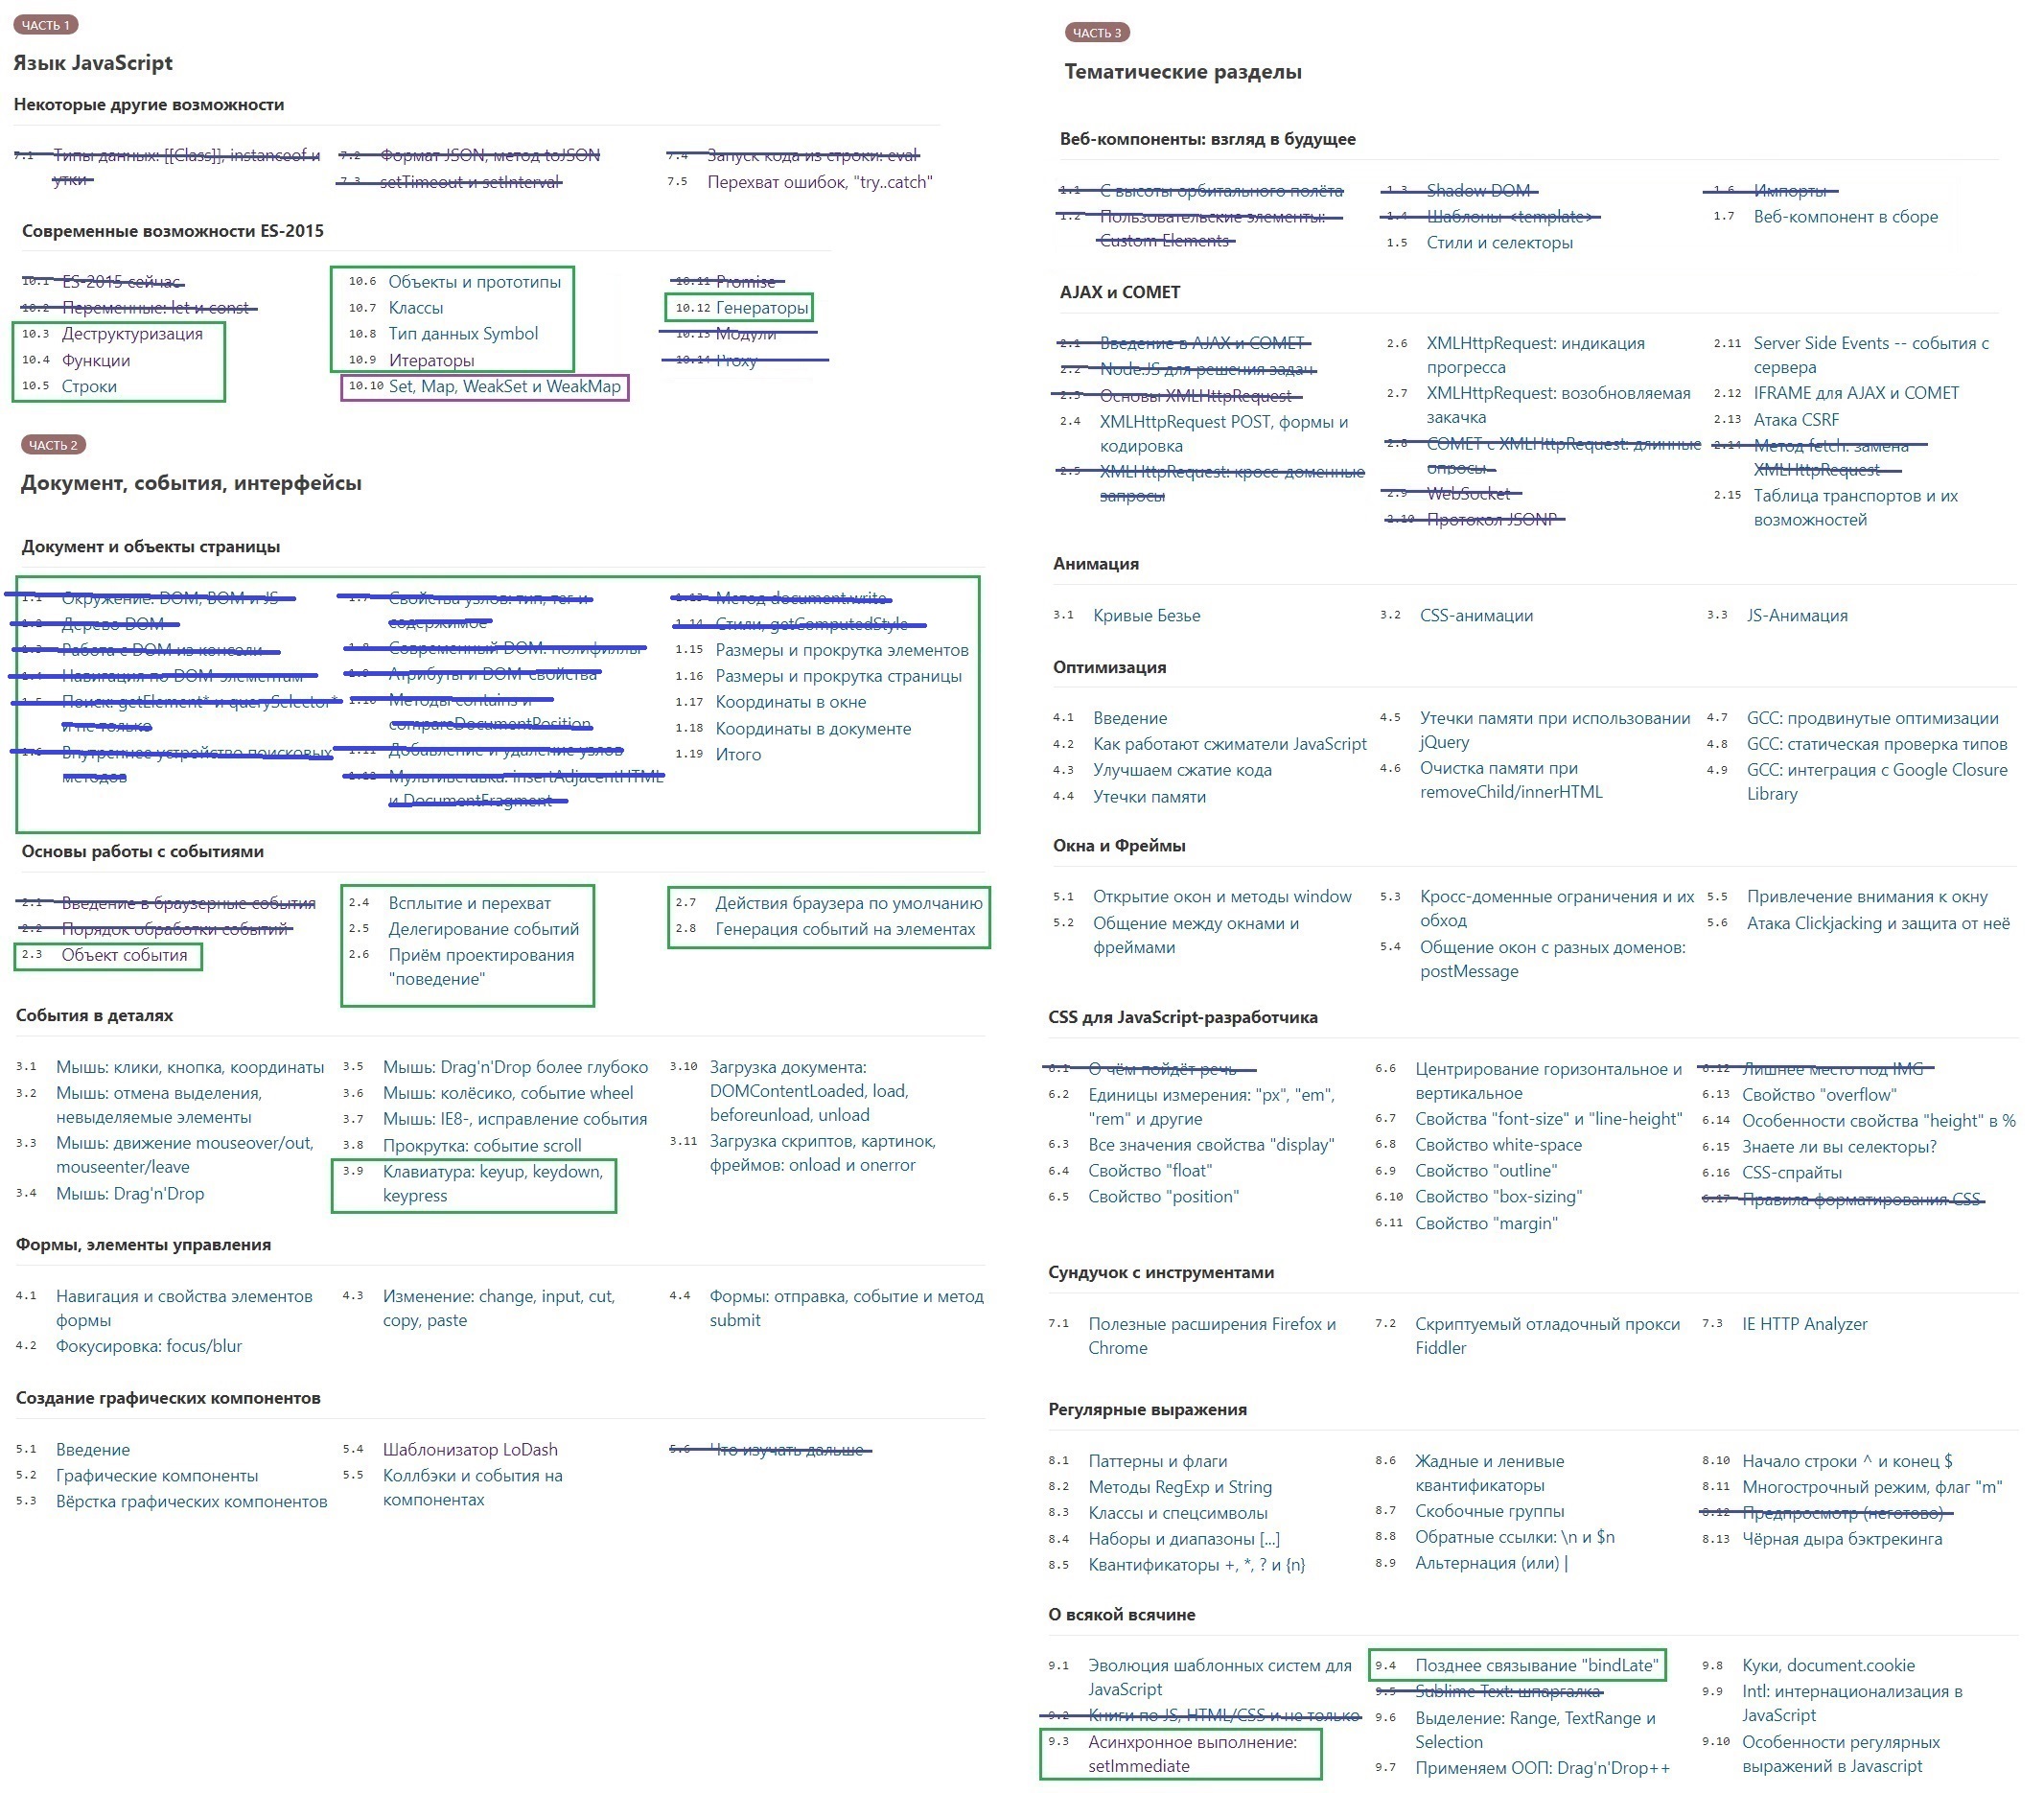 ЧАСТЬ 1
Язык JavaScript
Некоторые другие возможности
7.1 Типы данных: [[Class]], instanceof и
утки
7.2 Формат JSON, метод toJSON
7.3 setTimeout и setInterval
7.4 Запуск кода из строки: eval
7.5 Перехват ошибок, "try..catch"
Современные возможности ES-2015
10.1 ES-2015 сейчас
10.2 Переменные: let и const
10.3 Деструктуризация
10.4 Функции
10.5 Строки
10.6 Объекты и прототипы
10.7 Классы
10.8 Тип данных Symbol
10.9 Итераторы
10.10 Set, Map, WeakSet и WeakMap
10.11 Promise
10.12 Генераторы
10.13 Модули
10.14 Proxy
ЧАСТЬ 2
Документ, события, интерфейсы
Документ и объекты страницы
1.1 Окружение: DOM, BOM и JS
1.2 Дерево DOM
1.3 Работа с DOM из консоли
1.4 Навигация по DOM-элементам
1.5 Поиск: getElement* и querySelector*
и не только
1.6 Внутреннее устройство поисковых
методов
1.7 Свойства узлов: тип, тег и
содержимое
1.8 Современный DOM: полифиллы
1.9 Атрибуты и DOM-свойства
1.10 Методы contains и
compareDocumentPosition
1.11 Добавление и удаление узлов
1.12 Мультивставка: insertAdjacentHTML
и DocumentFragment
1.13 Метод document.write
1.14 Стили, getComputedStyle
1.15 Размеры и прокрутка элементов
1.16 Размеры и прокрутка страницы
1.17 Координаты в окне
1.18 Координаты в документе
1.19 Итого
Основы работы с событиями
2.1 Введение в браузерные события
2.2 Порядок обработки событий
2.3 Объект события
2.4 Всплытие и перехват
2.5 Делегирование событий
2.6 Приём проектирования
"поведение"
2.7 Действия браузера по умолчанию
2.8 Генерация событий на элементах
События в деталях
3.1 Мышь: клики, кнопка, координаты
3.2 Мышь: отмена выделения,
невыделяемые элементы
3.3 Мышь: движение mouseover/out,
mouseenter/leave
3.4 Мышь: Drag'n'Drop
3.5 Мышь: Drag'n'Drop более глубоко
3.6 Мышь: колёсико, событие wheel
3.7 Мышь: IE8-, исправление события
3.8 Прокрутка: событие scroll
3.9 Клавиатура: keyup, keydown,
keypress
3.10 Загрузка документа:
DOMContentLoaded, load,
beforeunload, unload
3.11 Загрузка скриптов, картинок,
фреймов: onload и onerror
Формы, элементы управления
4.1 Навигация и свойства элементов
формы
4.2 Фокусировка: focus/blur
4.3 Изменение: change, input, cut,
copy, paste
4.4 Формы: отправка, событие и метод
submit
Создание графических компонентов
5.1 Введение
5.2 Графические компоненты
5.3 Вёрстка графических компонентов
5.4 Шаблонизатор LoDash
5.5 Коллбэки и события на
компонентах
5.6 Что изучать дальше
ЧАСТЬ 3
Тематические разделы
Веб-компоненты: взгляд в будущее
1.1 С высоты орбитального полёта
1.2 Пользовательские элементы:
Custom Elements
1.3 Shadow DOM
1.4 Шаблоны <template>
1.5 Стили и селекторы
1.6 Импорты
1.7 Веб-компонент в сборе
AJAX и COMET
2.1 Введение в AJAX и COMET
2.2 Node.JS для решения задач
2.3 Основы XMLHttpRequest
2.4 XMLHttpRequest POST, формы и
кодировка
2.5 XMLHttpRequest: кросс-доменные
запросы
2.6 XMLHttpRequest: индикация
прогресса
2.7 XMLHttpRequest: возобновляемая
закачка
2.8 COMET с XMLHttpRequest: длинные
опросы
2.9 WebSocket
2.10 Протокол JSONP
2.11 Server Side Events -- события с
сервера
2.12 IFRAME для AJAX и COMET
2.13 Атака CSRF
2.14 Метод fetch: замена
XMLHttpRequest
2.15 Таблица транспортов и их
возможностей
Анимация
3.1 Кривые Безье
3.2 CSS-анимации
3.3 JS-Анимация
Оптимизация
4.1 Введение
4.2 Как работают сжиматели JavaScript
4.3 Улучшаем сжатие кода
4.4 Утечки памяти
4.5 Утечки памяти при использовании
jQuery
4.6 Очистка памяти при
removeChild/innerHTML
4.7 GCC: продвинутые оптимизации
4.8 GCC: статическая проверка типов
4.9 GCC: интеграция с Google Closure
Library
Окна и Фреймы
5.1 Открытие окон и методы window
5.2 Общение между окнами и
фреймами
5.3 Кросс-доменные ограничения и их
обход
5.4 Общение окон с разных доменов:
postMessage
5.5 Привлечение внимания к окну
5.6 Атака Clickjacking и защита от неё
CSS для JavaScript-разработчика
6.1 О чём пойдёт речь
6.2 Единицы измерения: "px", "em",
"rem" и другие
6.3 Все значения свойства "display"
6.4 Свойство "float"
6.5 Свойство "position"
6.6 Центрирование горизонтальное и
вертикальное
6.7 Свойства "font-size" и "line-height"
6.8 Свойство white-space
6.9 Свойство "outline"
6.10 Свойство "box-sizing"
6.11 Свойство "margin"
6.12 Лишнее место под IMG
6.13 Свойство "overflow"
6.14 Особенности свойства "height" в %
6.15 Знаете ли вы селекторы?
6.16 CSS-спрайты
6.17 Правила форматирования CSS
Сундучок с инструментами
7.1 Полезные расширения Firefox и
Chrome
7.2 Скриптуемый отладочный прокси
Fiddler
7.3 IE HTTP Analyzer
Регулярные выражения
8.1 Паттерны и флаги
8.2 Методы RegExp и String
8.3 Классы и спецсимволы
8.4 Наборы и диапазоны [...]
8.5 Квантификаторы +, *, ? и {n}
8.6 Жадные и ленивые
квантификаторы
8.7 Скобочные группы
8.8 Обратные ссылки: \n и $n
8.9 Альтернация (или) |
8.10 Начало строки ^ и конец $
8.11 Многострочный режим, флаг "m"
8.12 Предпросмотр (неготово)
8.13 Чёрная дыра бэктрекинга
О всякой всячине
9.1 Эволюция шаблонных систем для
JavaScript
9.2 Книги по JS, HTML/CSS и не только
9.3 Асинхронное выполнение:
setImmediate
9.4 Позднее связывание "bindLate"
9.5 Sublime Text: шпаргалка
9.6 Выделение: Range, TextRange и
Selection
9.7 Применяем ООП: Drag'n'Drop++
9.8 Куки, document.cookie
9.9 Intl: интернационализация в
JavaScript
9.10 Особенности регулярных
выражений в Javascript